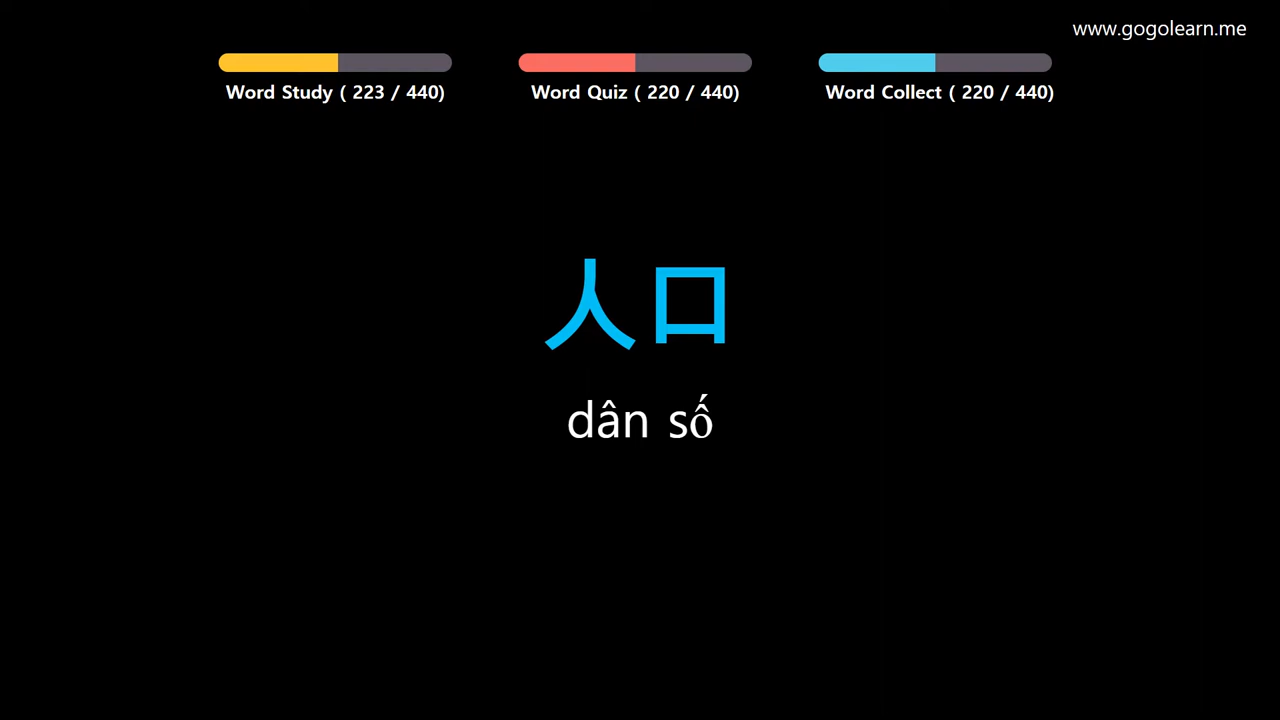 www.gogolearn.me
Word Study ( 223 / 440)
Word Quiz ( 220 / 440)
Word Collect ( 220 / 440)
人口
dân số